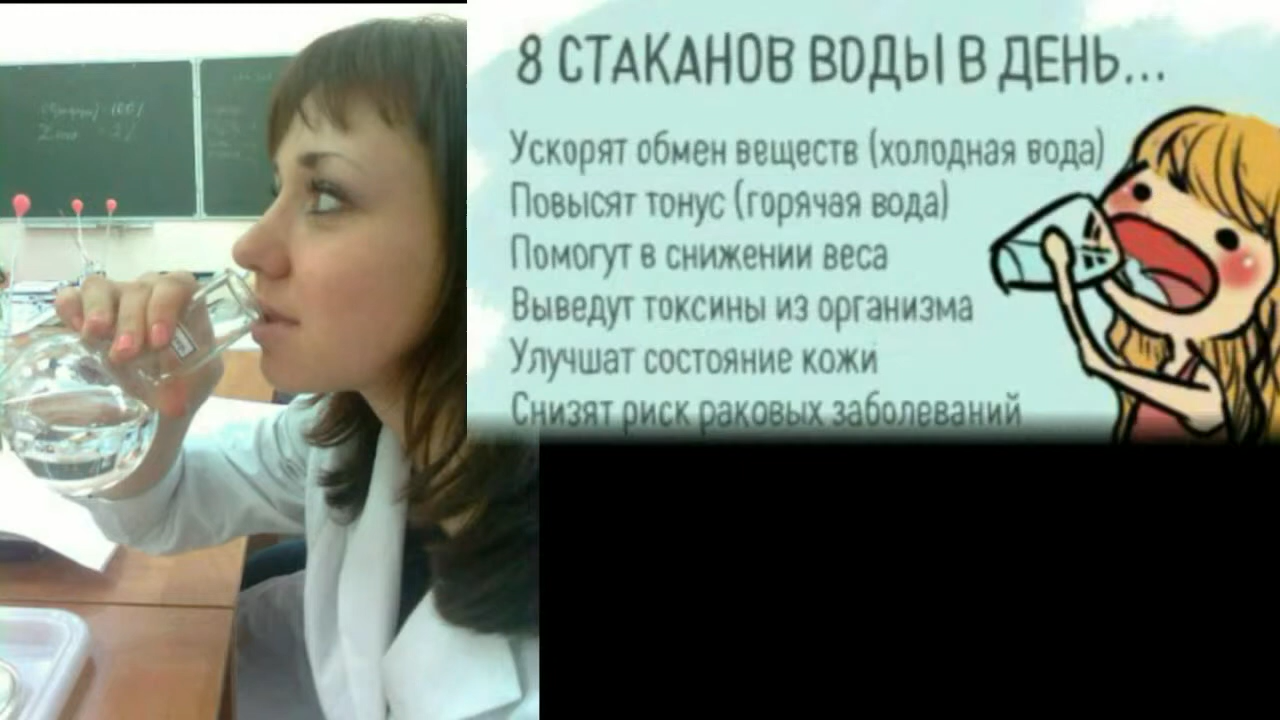 8 СТАКАНОВ ВОДЫ В ДЕНЬ...
Ускорят обмен веществ (холодная вода)
Повысят тонус (горячая вода)
Помогут в снижении веса
Выведут токсины из организма
Улучшат состояние кожи
Снизят риск раковых заболеваний